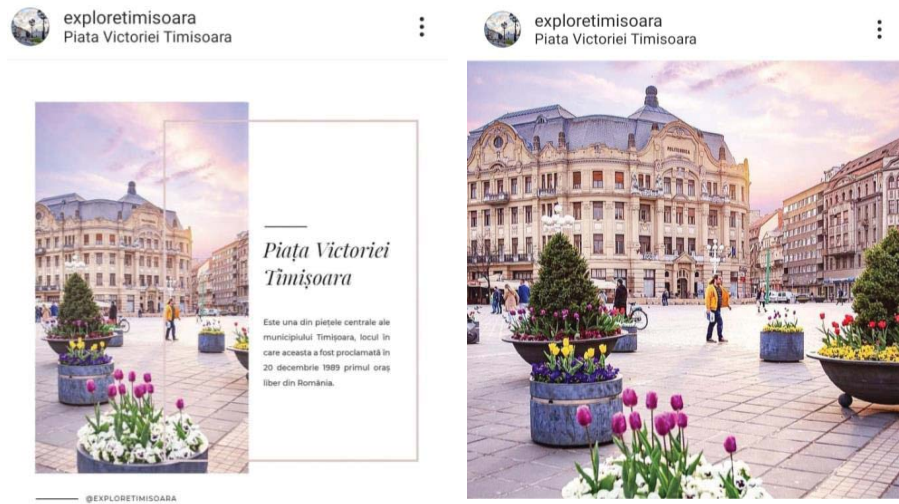 exploretimisoara
Piata Victoriei Timisoara
Piața Victoriei
Timișoara
Este una din piețele centrale ale
municipiului Timișoara, locul în
care aceasta a fost proclamată în
20 decembrie 1989 primul oraș
liber din România.
@EXPLORETIMISOARA
exploretimisoara
Piata Victoriei Timisoara
POLITEHNICA